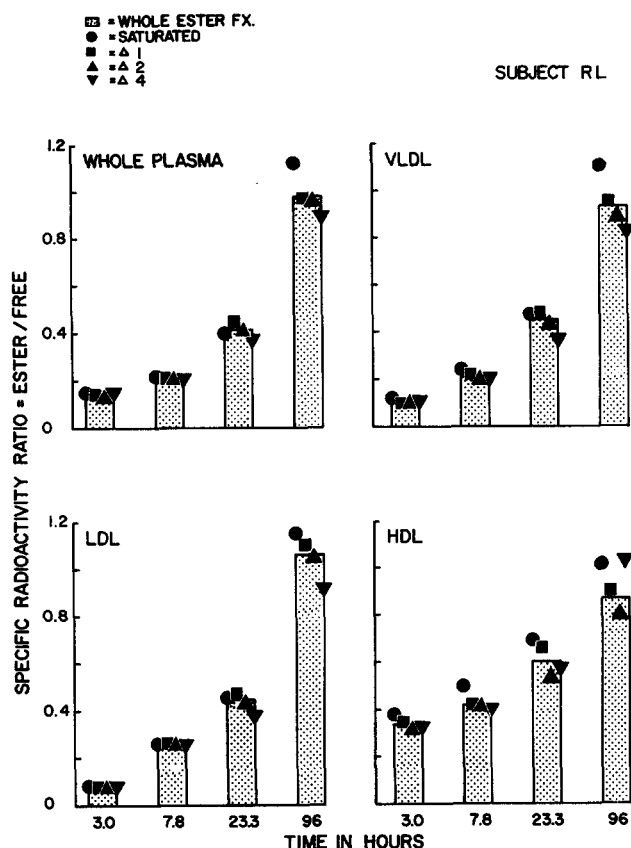 = WHOLE ESTER FX.
= SATURATED
= Δ 1
= Δ 2
= Δ 4
SUBJECT RL
WHOLE PLASMA
VLDL
1.2
0.8
0.4
0
LDL
HDL
1.2
0.8
0.4
0
3.0 7.8 23.3 96
3.0 7.8 23.3 96
TIME IN HOURS
SPECIFIC RADIOACTIVITY RATIO = ESTER / FREE